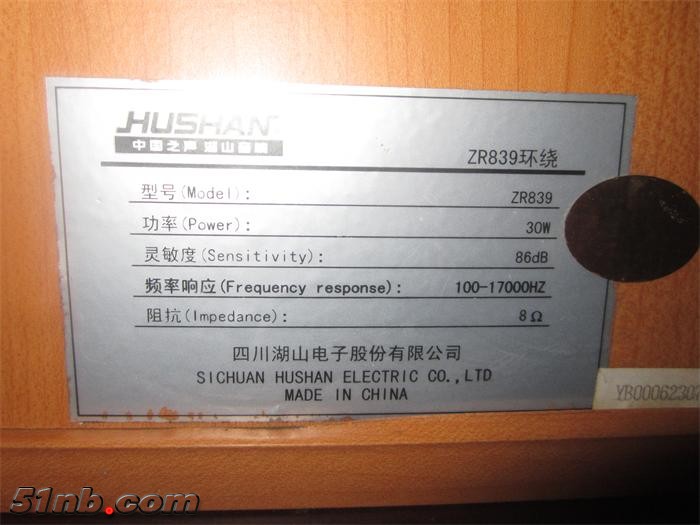 HUSHAN
中国之声 湖山音响
ZR839环绕
型号(Model): ZR839
功率(Power): 30W
灵敏度(Sensitivity): 86dB
频率响应(Frequency response): 100-17000HZ
阻抗(Impedance): 8Ω
四川湖山电子股份有限公司
SICHUAN HUSHAN ELECTRIC CO.,LTD
MADE IN CHINA
YB0006230
51nb.com